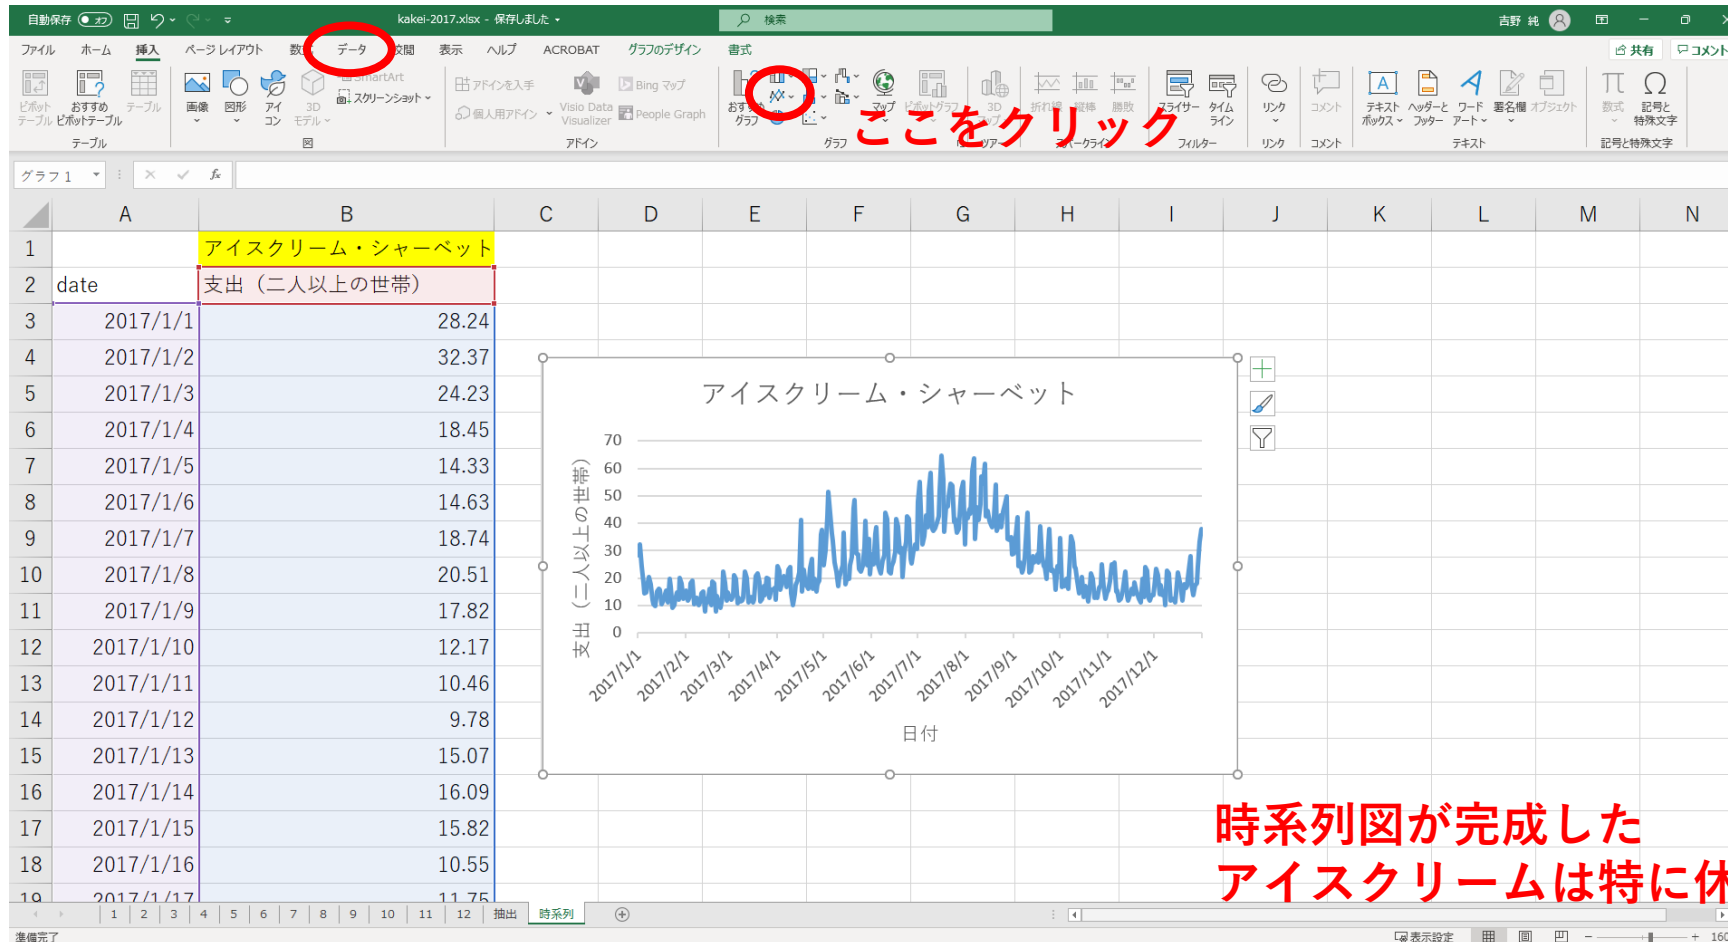 自動保存 オフ kakei-2017.xlsx - 保存しました 検索 吉野 純
ファイル ホーム 挿入 ページ レイアウト データ 校閲 表示 ヘルプ ACROBAT グラフのデザイン 書式 共有 コメント
ピボット
テーブル
おすすめ
ピボットテーブル
テーブル
テーブル
画像
図形
アイ
コン
3D
モデル
SmartArt
スクリーンショット
図
アドインを入手
個人用アドイン
Visio Data
Visualizer
Bing マップ
People Graph
アドイン
おすすめ
グラフ
マップ
ピボットグラフ
グラフ
3D
マップ
ツアー
折れ線 縦棒 勝敗
スパークライン
スライサー
タイム
ライン
フィルター
リンク
リンク
コメント
コメント
テキスト
ボックス
ヘッダーと
フッター
ワード
アート
署名欄
オブジェクト
テキスト
数式
記号と
特殊文字
記号と特殊文字
ここをクリック
グラフ 1 fx
A B C D E F G H I J K L M N
1 アイスクリーム・シャーベット
2 date 支出（二人以上の世帯）
3 2017/1/1 28.24
4 2017/1/2 32.37
5 2017/1/3 24.23
6 2017/1/4 18.45
7 2017/1/5 14.33
8 2017/1/6 14.63
9 2017/1/7 18.74
10 2017/1/8 20.51
11 2017/1/9 17.82
12 2017/1/10 12.17
13 2017/1/11 10.46
14 2017/1/12 9.78
15 2017/1/13 15.07
16 2017/1/14 16.09
17 2017/1/15 15.82
18 2017/1/16 10.55
19 2017/1/17 11.75
アイスクリーム・シャーベット
支出（二人以上の世帯）
70
60
50
40
30
20
10
0
2017/1/1 2017/2/1 2017/3/1 2017/4/1 2017/5/1 2017/6/1 2017/7/1 2017/8/1 2017/9/1 2017/10/1 2017/11/1 2017/12/1
日付
時系列図が完成した
アイスクリームは特に休
1 2 3 4 5 6 7 8 9 10 11 12 抽出 時系列
準備完了 表示設定 160